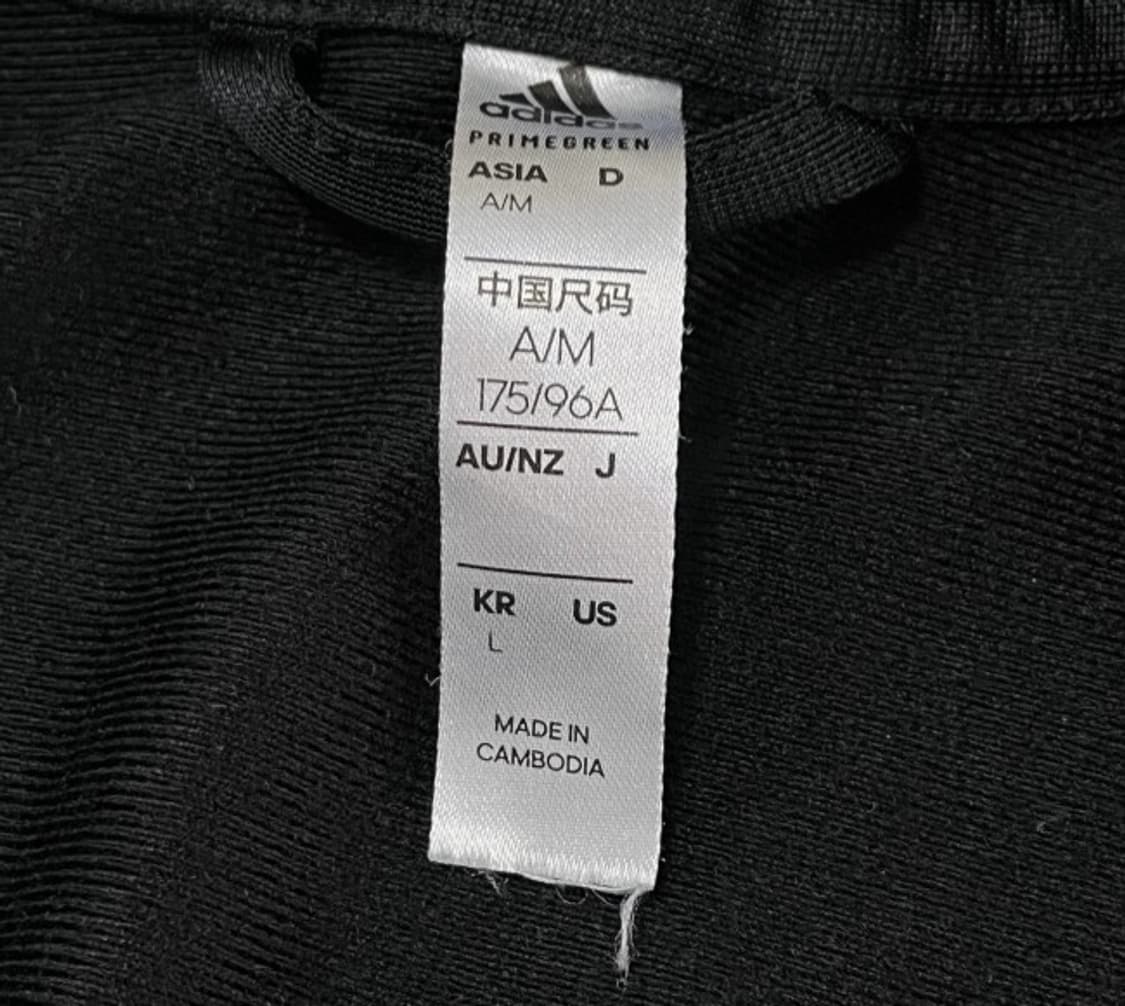 adidas
PRIMEGREEN
ASIA D
A/M
中国尺码
A/M
175/96A
AU/NZ J
KR US
L
MADE IN
CAMBODIA